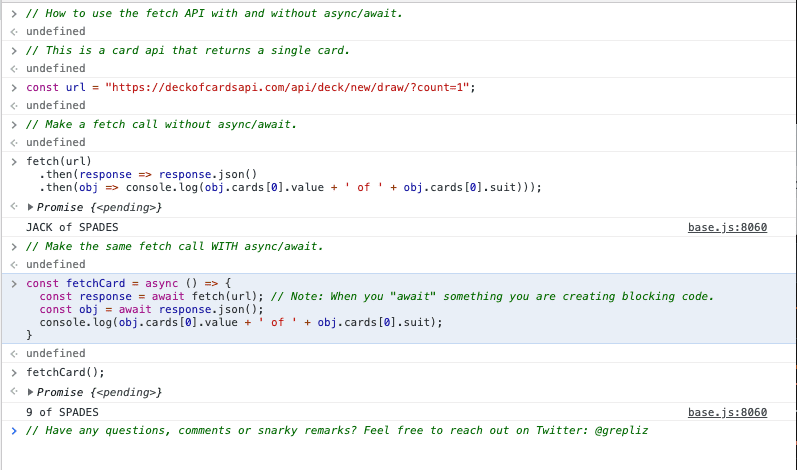 // How to use the fetch API with and without async/await.
undefined
// This is a card api that returns a single card.
undefined
const url = "https://deckofcardsapi.com/api/deck/new/draw/?count=1";
undefined
// Make a fetch call without async/await.
undefined
fetch(url)
  .then(response => response.json()
  .then(obj => console.log(obj.cards[0].value + ' of ' + obj.cards[0].suit)));
Promise {<pending>}
JACK of SPADES base.js:8060
// Make the same fetch call WITH async/await.
undefined
const fetchCard = async () => {
  const response = await fetch(url); // Note: When you "await" something you are creating blocking code.
  const obj = await response.json();
  console.log(obj.cards[0].value + ' of ' + obj.cards[0].suit);
}
undefined
fetchCard();
Promise {<pending>}
9 of SPADES base.js:8060
// Have any questions, comments or snarky remarks? Feel free to reach out on Twitter: @grepliz